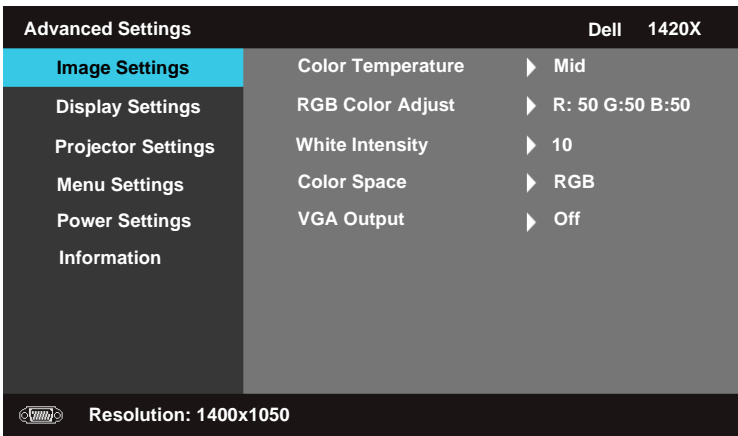 Advanced Settings Dell 1420X
Image Settings Color Temperature Mid
Display Settings RGB Color Adjust R: 50 G:50 B:50
Projector Settings White Intensity 10
Menu Settings Color Space RGB
Power Settings VGA Output Off
Information
Resolution: 1400x1050